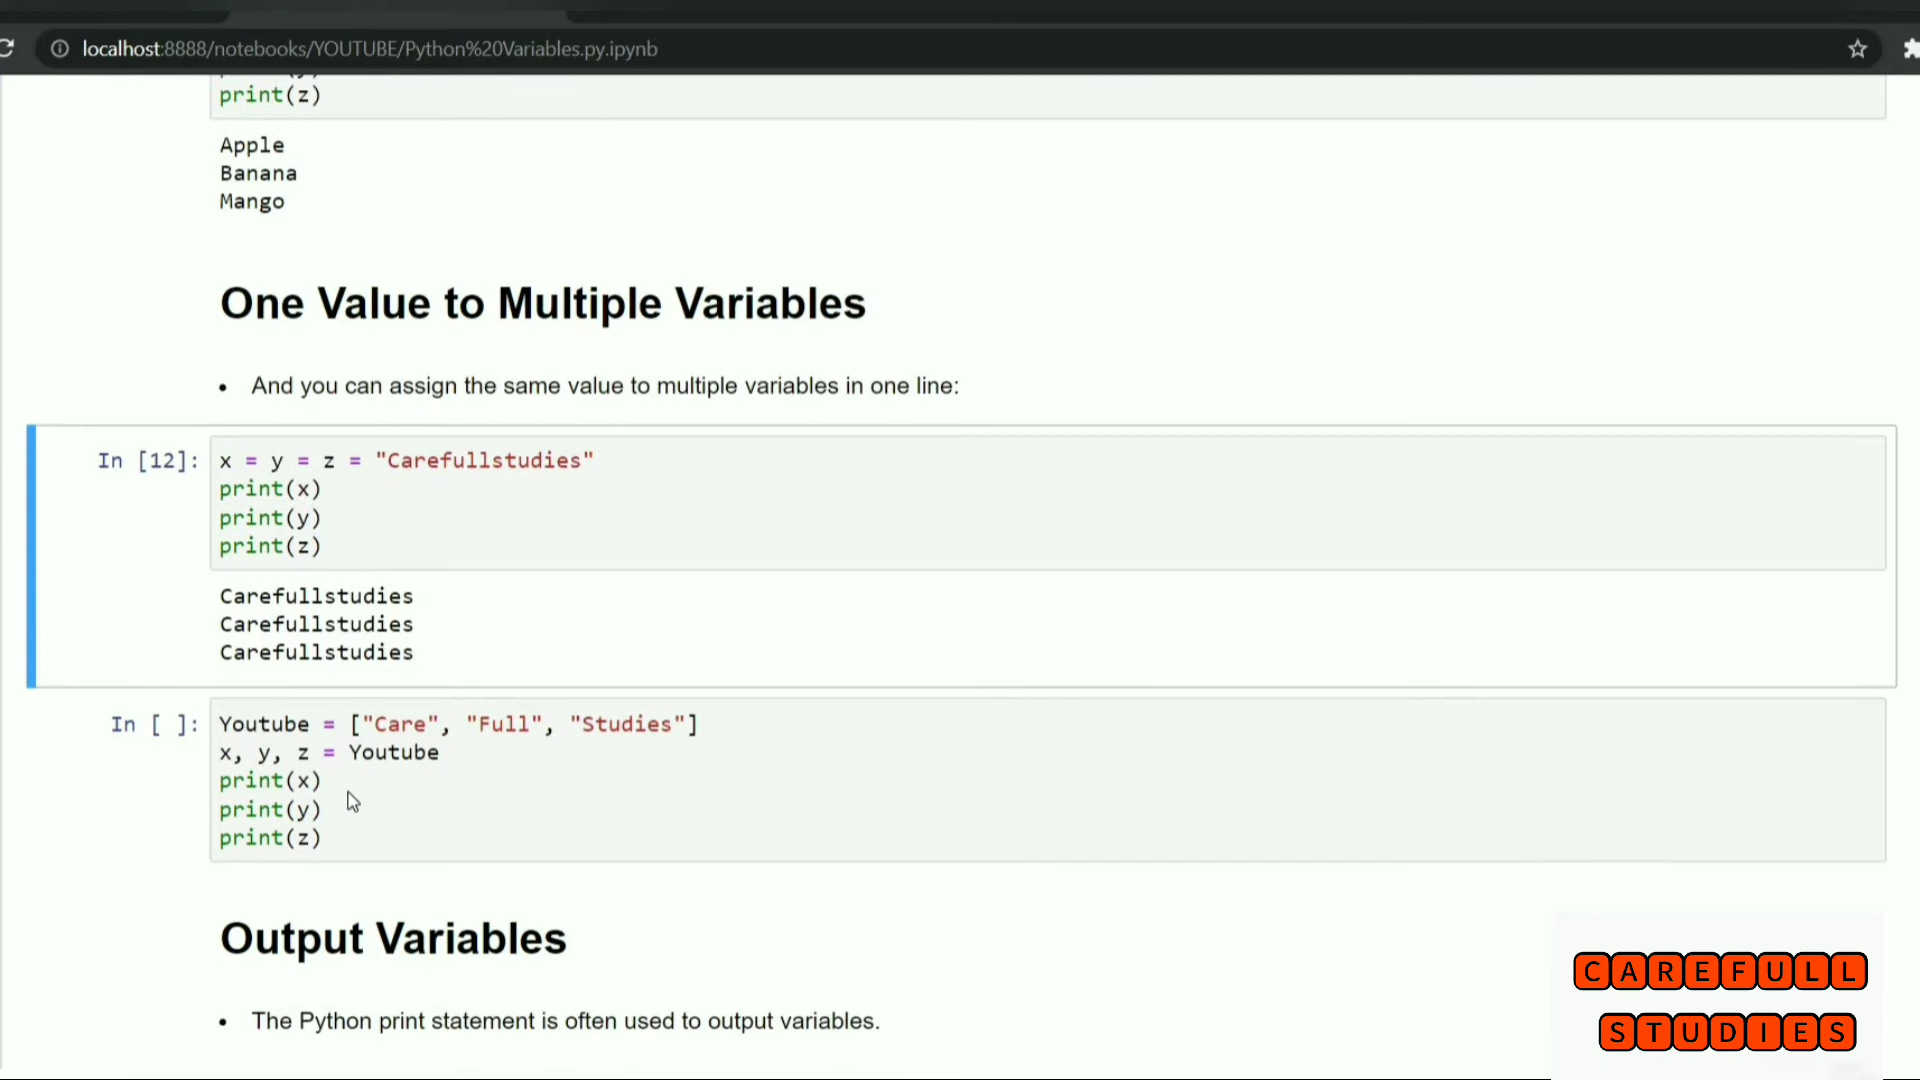 localhost:8888/notebooks/YOUTUBE/Python%20Variables.py.ipynb
print(z)
Apple
Banana
Mango
One Value to Multiple Variables
• And you can assign the same value to multiple variables in one line:
In [12]: x = y = z = "Carefullstudies"
print(x)
print(y)
print(z)
Carefullstudies
Carefullstudies
Carefullstudies
In [ ]: Youtube = ["Care", "Full", "Studies"]
x, y, z = Youtube
print(x)
print(y)
print(z)
Output Variables
• The Python print statement is often used to output variables.
CAREFULL
STUDIES